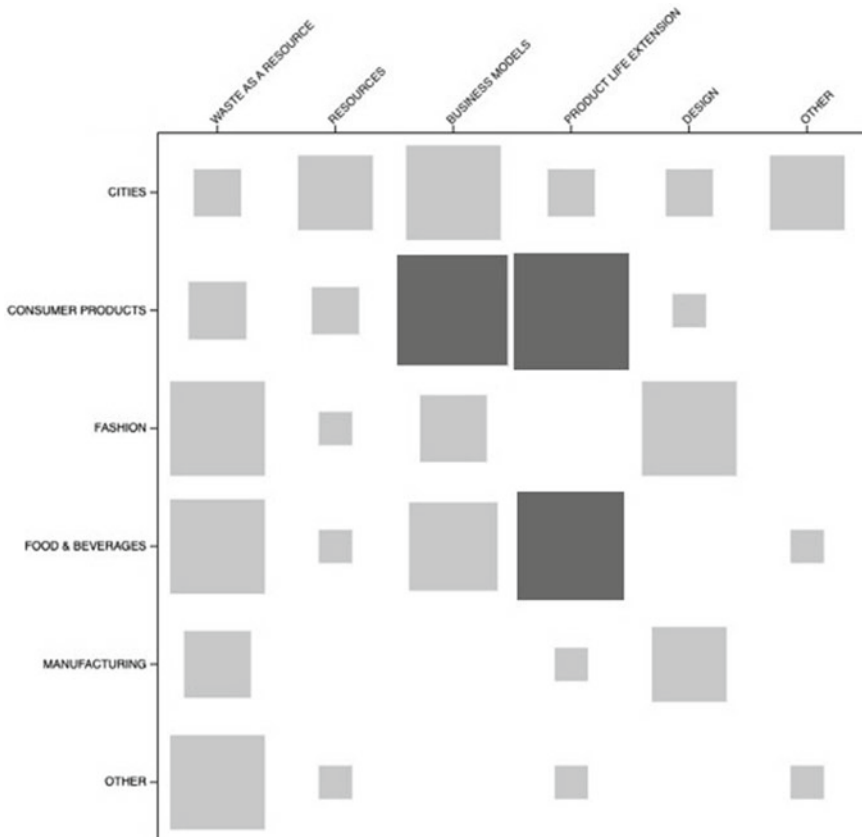 WASTE AS A RESOURCE
RESOURCES
BUSINESS MODELS
PRODUCT LIFE EXTENSION
DESIGN
OTHER
CITIES
CONSUMER PRODUCTS
FASHION
FOOD & BEVERAGES
MANUFACTURING
OTHER